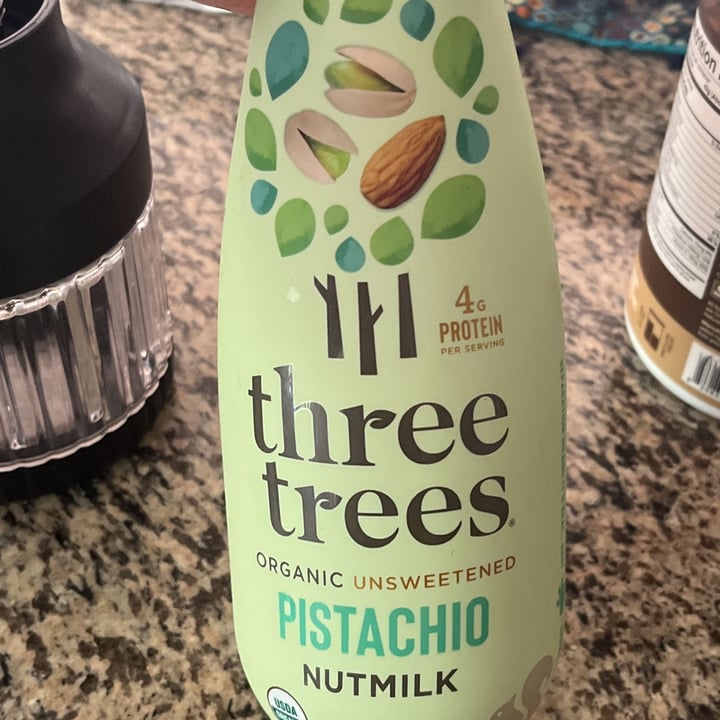 4G
PROTEIN
PER SERVING
three
trees
ORGANIC UNSWEETENED
PISTACHIO
NUTMILK
USDA